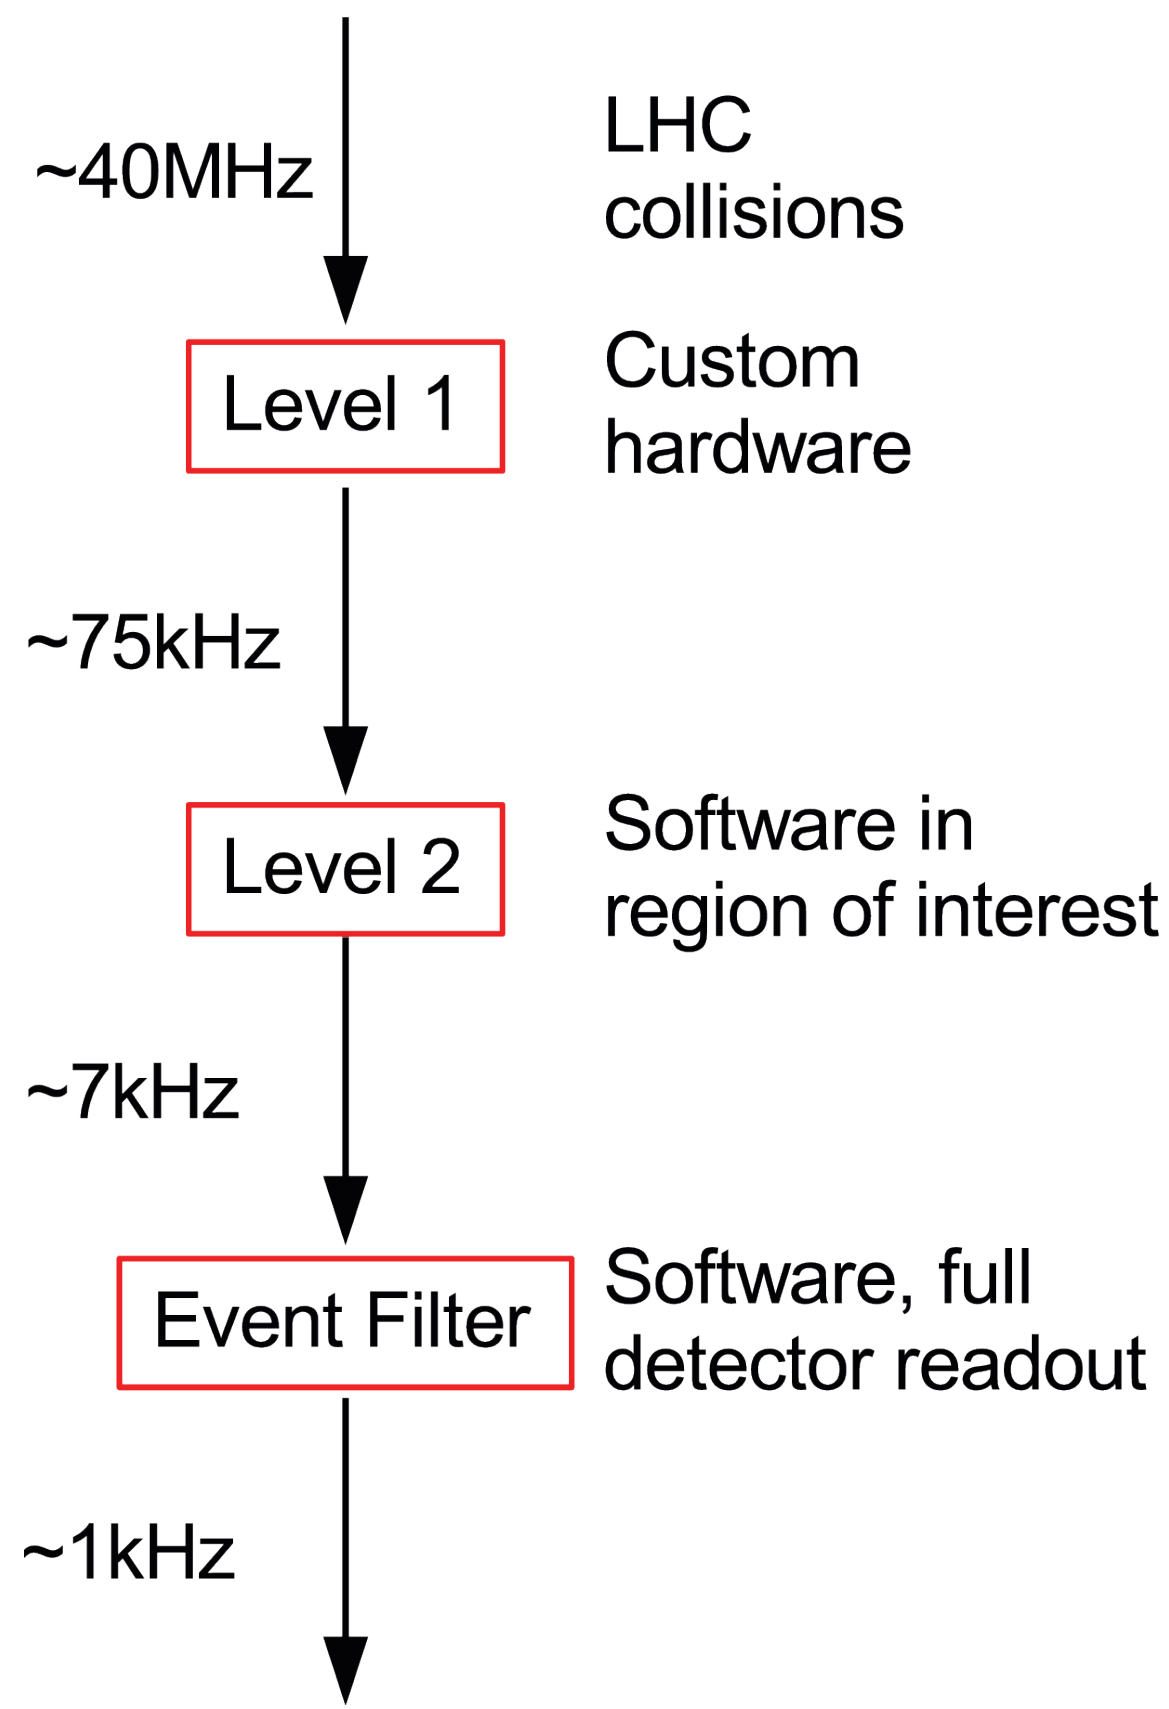 ~40MHz
LHC
collisions
Level 1
Custom
hardware
~75kHz
Level 2
Software in
region of interest
~7kHz
Event Filter
Software, full
detector readout
~1kHz